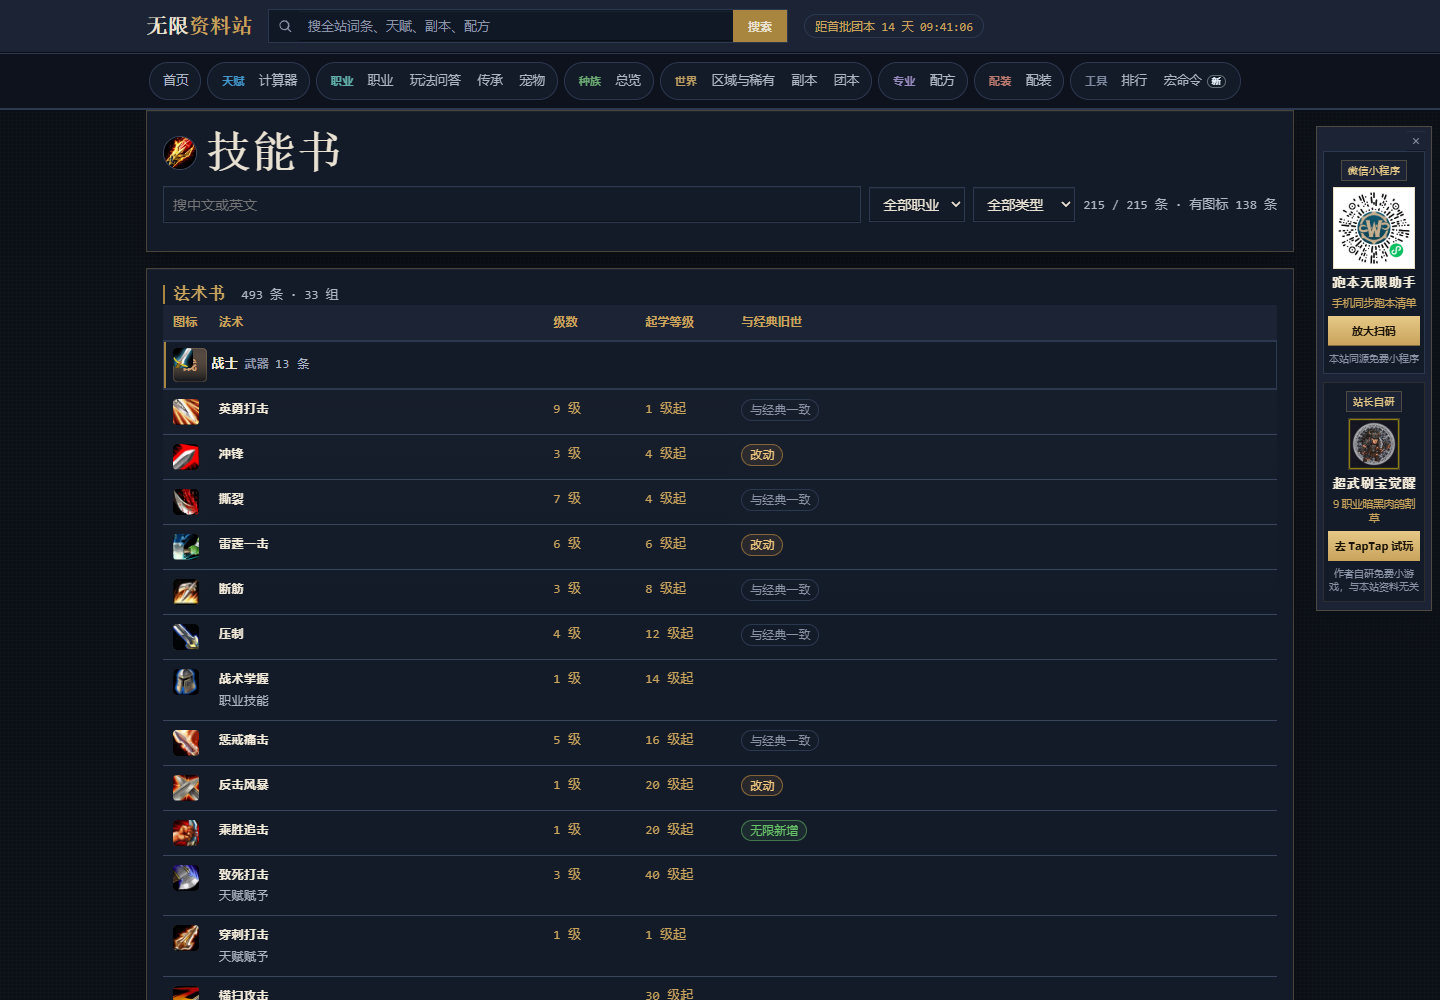 无限资料站 搜全站词条、天赋、副本、配方 搜索 距首批团本 14 天 09:41:06
首页 天赋 计算器 职业 职业 玩法问答 传承 宠物 种族 总览 世界 区域与稀有 副本 团本 专业 配方 配装 配装 工具 排行 宏命令 新
技能书
搜中文或英文 全部职业 全部类型 215 / 215 条 · 有图标 138 条
法术书 493 条 · 33 组
图标 法术 级数 起学等级 与经典旧世
战士 武器 13 条
英勇打击 9 级 1 级起 与经典一致
冲锋 3 级 4 级起 改动
撕裂 7 级 4 级起 与经典一致
雷霆一击 6 级 6 级起 改动
断筋 3 级 8 级起 与经典一致
压制 4 级 12 级起 与经典一致
战术掌握 1 级 14 级起
职业技能
惩戒痛击 5 级 16 级起 与经典一致
反击风暴 1 级 20 级起 改动
乘胜追击 1 级 20 级起 无限新增
致死打击 3 级 40 级起
天赋赋予
穿刺打击 1 级 1 级起
天赋赋予
横扫攻击 30 级起
×
微信小程序
跑本无限助手
手机同步跑本清单
放大扫码
本站同源免费小程序
站长自研
超武刷宝觉醒
9 职业暗黑肉鸽割
草
去 TapTap 试玩
作者自研免费小游
戏，与本站资料无关